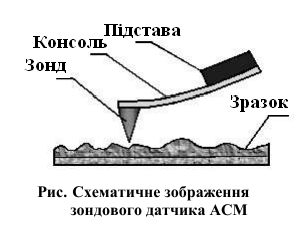 Підстава
Консоль
Зонд
Зразок
Рис. Схематичне зображення
зондового датчика АСМ